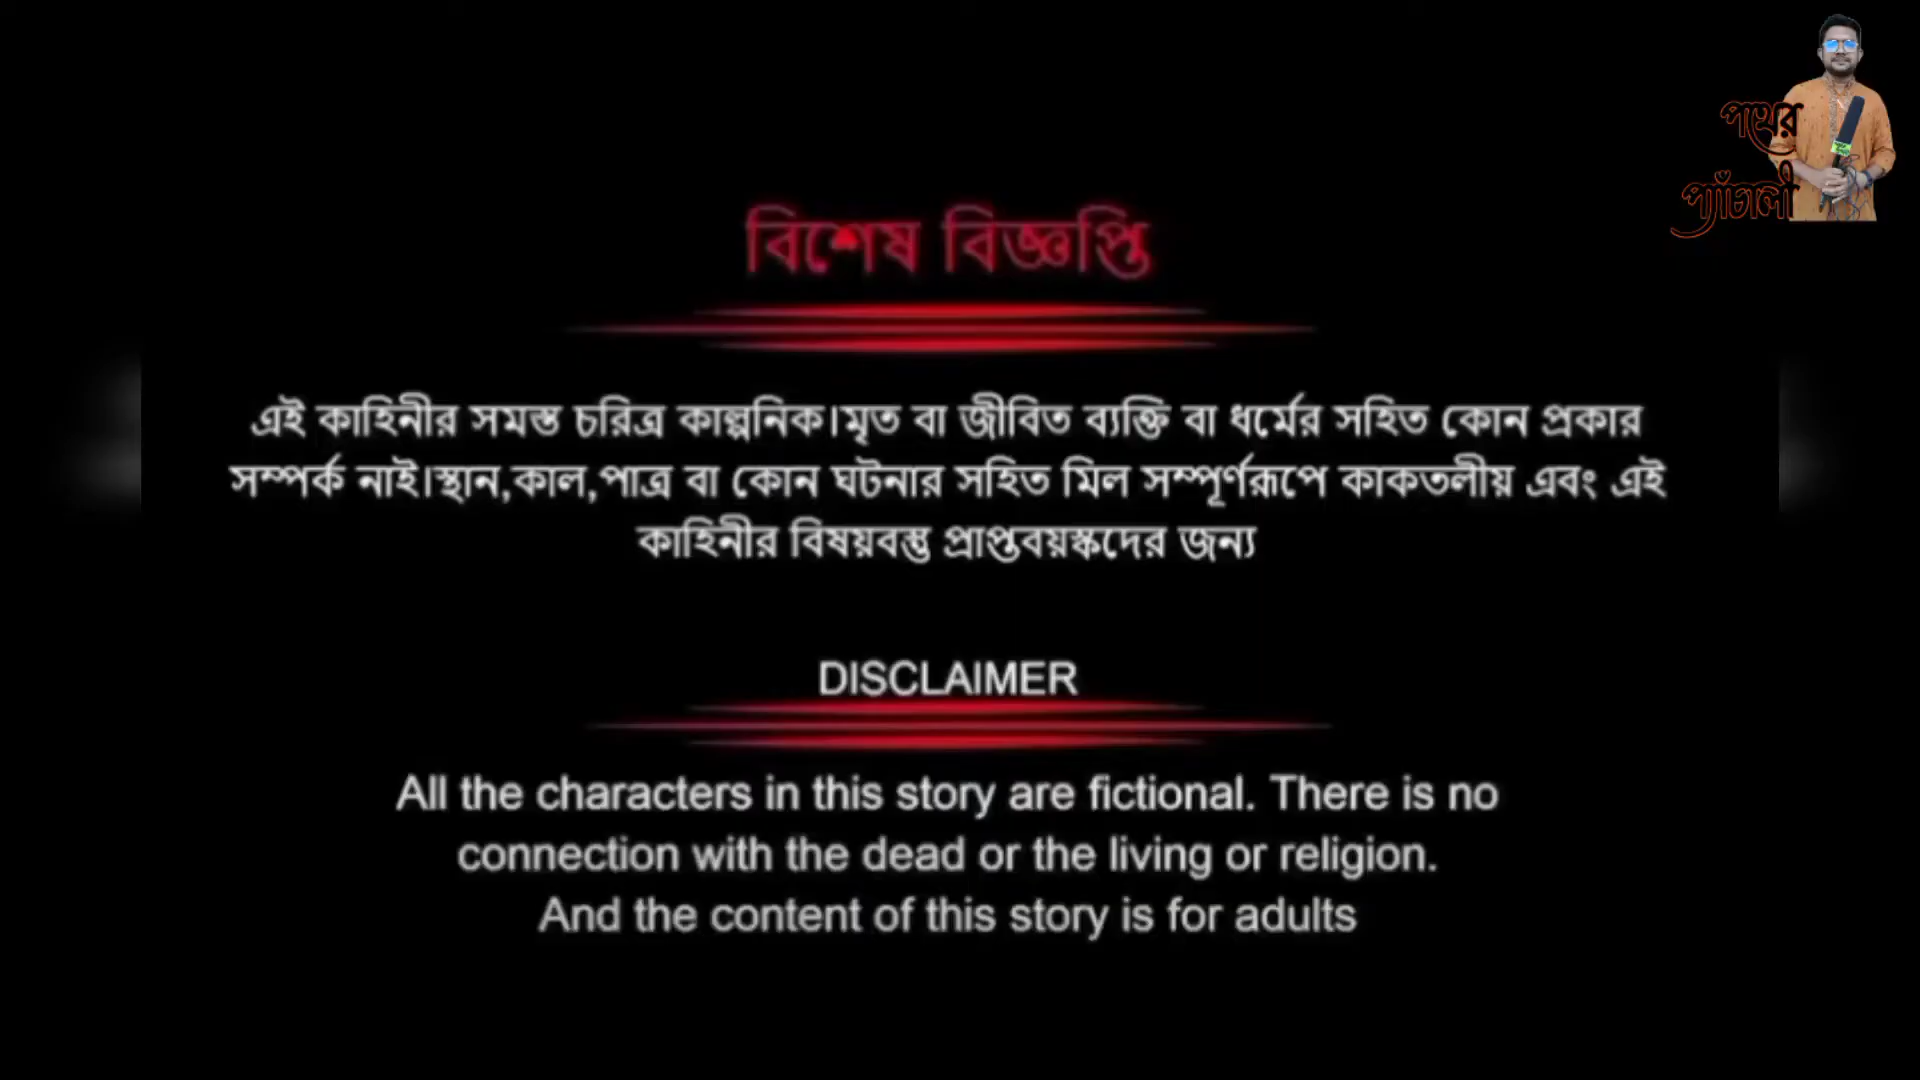 পথের
প্যাঁচালী
বিশেষ বিজ্ঞপ্তি
এই কাহিনীর সমস্ত চরিত্র কাল্পনিক।মৃত বা জীবিত ব্যক্তি বা ধর্মের সহিত কোন প্রকার
সম্পর্ক নাই।স্থান,কাল,পাত্র বা কোন ঘটনার সহিত মিল সম্পূর্ণরূপে কাকতলীয় এবং এই
কাহিনীর বিষয়বস্তু প্রাপ্তবয়স্কদের জন্য
DISCLAIMER
All the characters in this story are fictional. There is no
connection with the dead or the living or religion.
And the content of this story is for adults